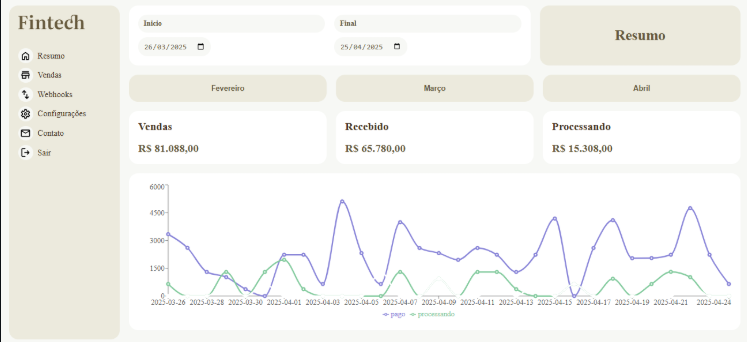 Fintech
Resumo
Vendas
Webhooks
Configurações
Contato
Sair
Início
26/03/2025
Final
25/04/2025
Resumo
Fevereiro
Março
Abril
Vendas
R$ 81.088,00
Recebido
R$ 65.780,00
Processando
R$ 15.308,00
6000
4500
3000
1500
0
2025-03-26 2025-03-28 2025-03-30 2025-04-01 2025-04-03 2025-04-05 2025-04-07 2025-04-09 2025-04-11 2025-04-13 2025-04-15 2025-04-17 2025-04-19 2025-04-21 2025-04-24
pago processando